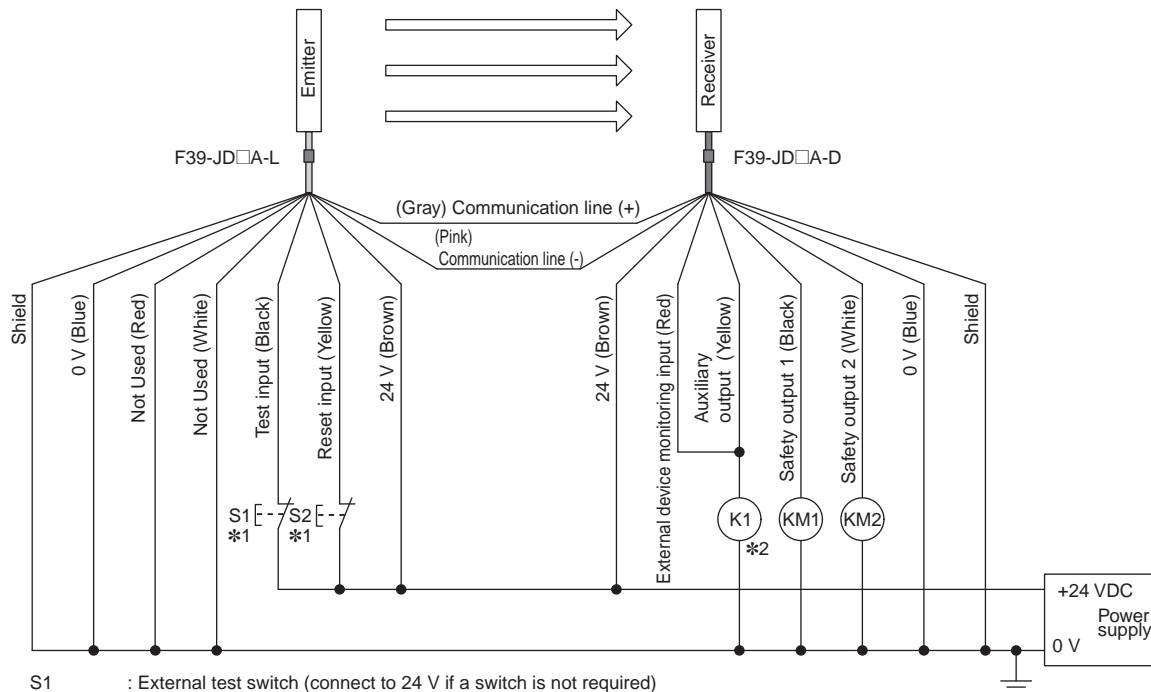 Emitter
Receiver
F39-JD□A-L
F39-JD□A-D
(Gray) Communication line (+)
(Pink)
Communication line (-)
Shield
0 V (Blue)
Not Used (Red)
Not Used (White)
Test input (Black)
Reset input (Yellow)
24 V (Brown)
24 V (Brown)
External device monitoring input (Red)
Auxiliary
output (Yellow)
Safety output 1 (Black)
Safety output 2 (White)
0 V (Blue)
Shield
S1
*1
S2
*1
K1
*2
KM1
KM2
+24 VDC
Power
supply
0 V
S1 : External test switch (connect to 24 V if a switch is not required)